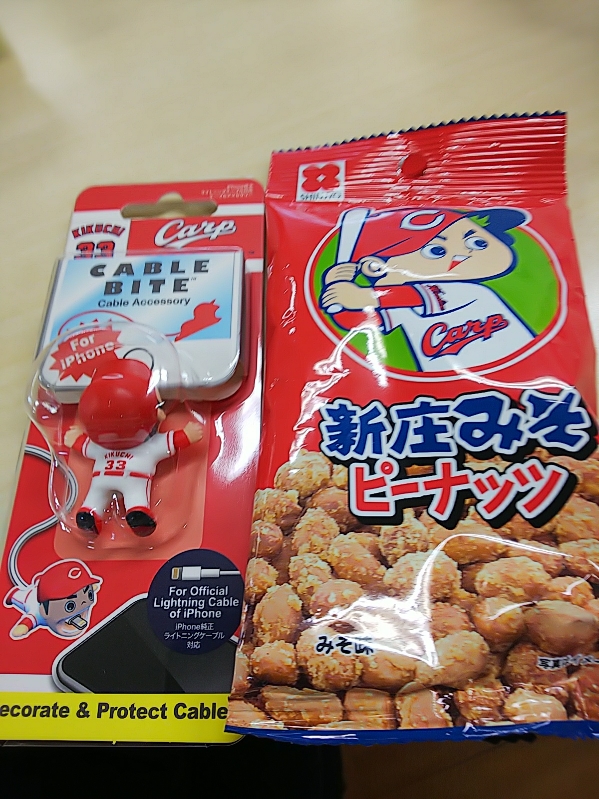 KIKUCHI
33
Carp
CABLE
BITE™
Cable Accessory
For
iPhone
KIKUCHI
33
For Official
Lightning Cable
of iPhone
iPhone純正
ライトニングケーブル
対応
ecorate & Protect Cable
C
Carp
新庄みそ
ピーナッツ
みそ味